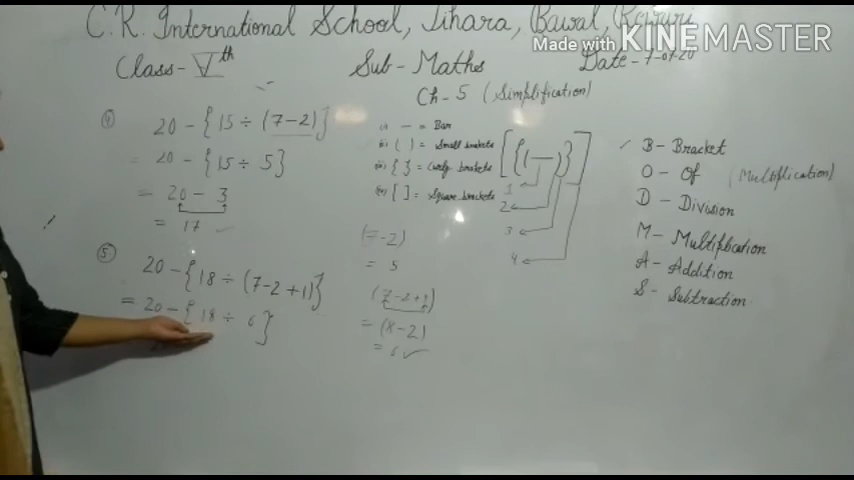 C.R. International School, Jihara, Bawal, Rewari
Made with KINEMASTER
Class - Vth Sub - Maths Date - 7-07-20
Ch - 5 (Simplification)
④ 20 - {15 ÷ (7-2)}
= 20 - {15 ÷ 5}
= 20 - 3
= 17
⑤ 20 - {18 ÷ (7-2+1)}
= 20 - {18 ÷ 6}
(i) — = Bar
(ii) ( ) = Small brackets
(iii) { } = Curly brackets
(iv) [ ] = Square brackets
[{(—)}]
1
2
3
4
(7-2)
= 5
(7-2+1)
= (8-2)
= 6 ✓
✓ B - Bracket
O - Of (Multiplication)
D - Division
M - Multiplication
A - Addition
S - Subtraction